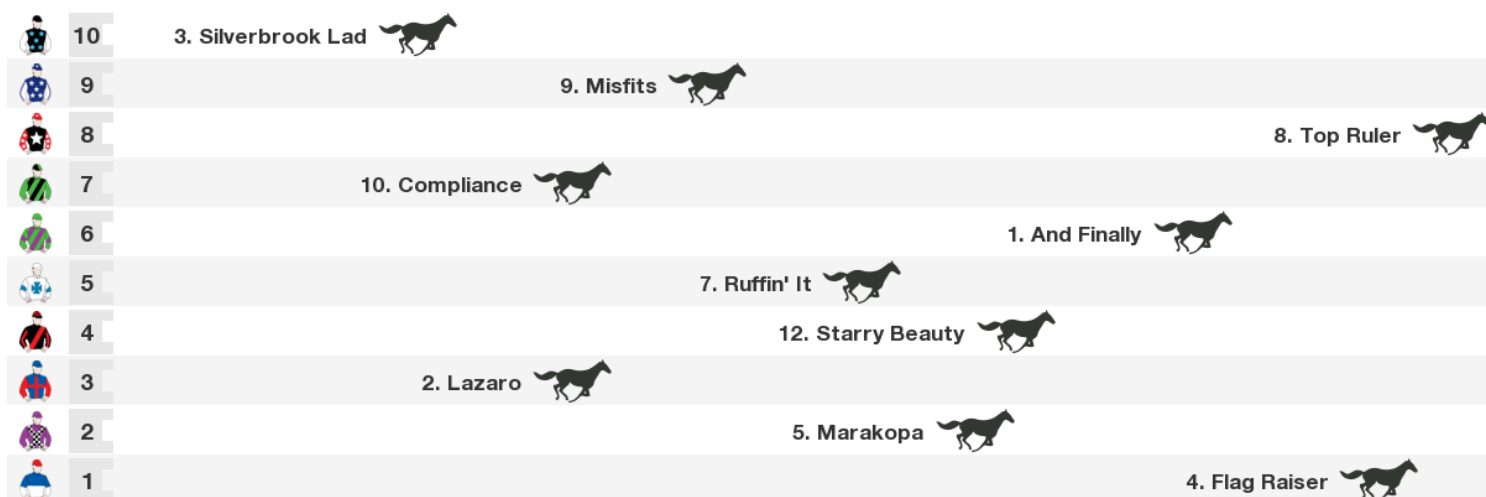 10 3. Silverbrook Lad
9 9. Misfits
8 8. Top Ruler
7 10. Compliance
6 1. And Finally
5 7. Ruffin' It
4 12. Starry Beauty
3 2. Lazaro
2 5. Marakopa
1 4. Flag Raiser